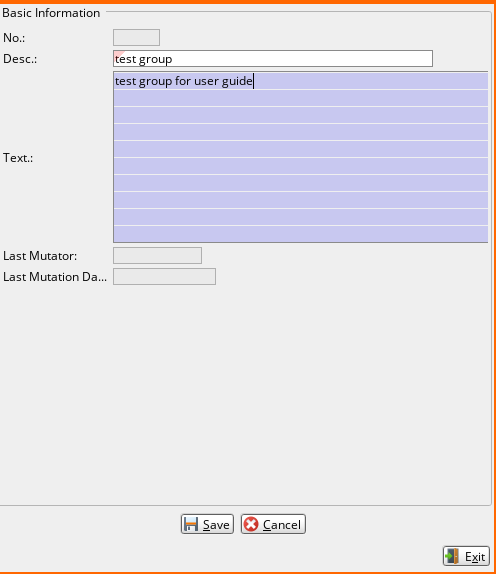 Basic Information
No.:
Desc.: test group
test group for user guide
Text.:
Last Mutator:
Last Mutation Da...
Save Cancel
Exit